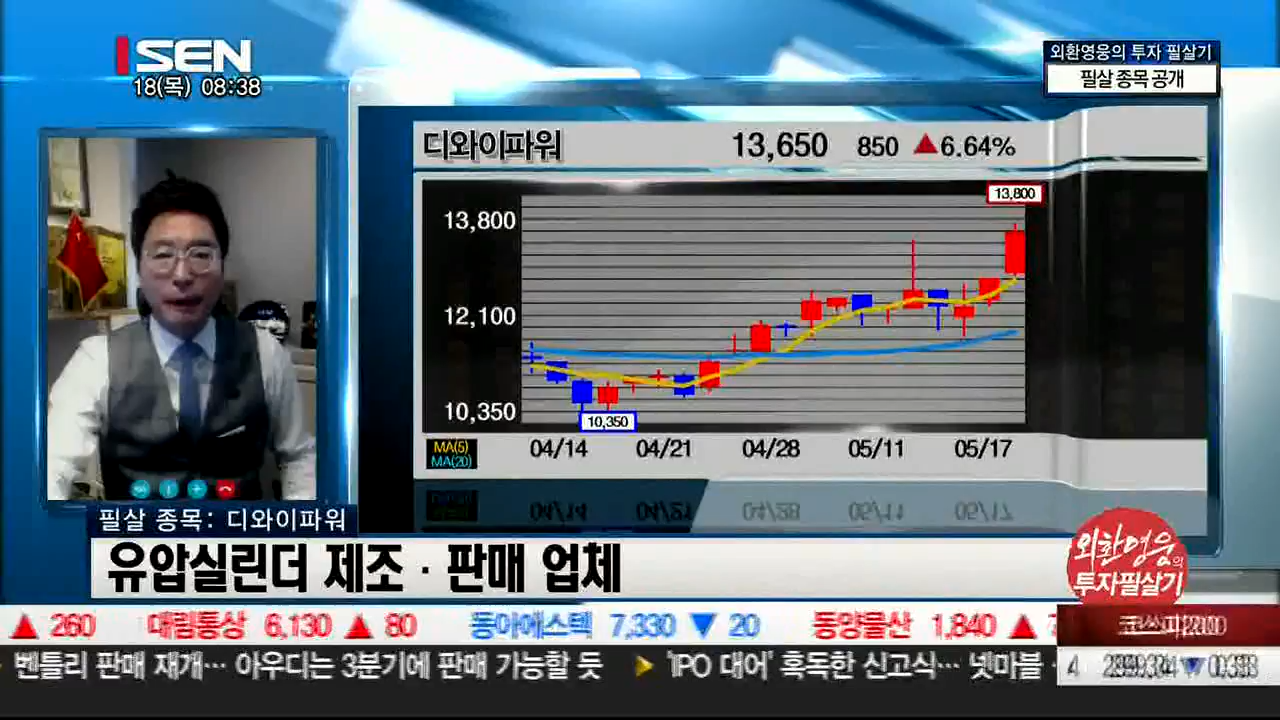 SEN
18(목) 08:38
외환영웅의 투자 필살기
필살 종목 공개
디와이파워 13,650 850 ▲6.64%
13,800
13,800
12,100
10,350
10,350
MA(5)
MA(20)
04/14 04/21 04/28 05/11 05/17
필살 종목: 디와이파워
유압실린더 제조 · 판매 업체
외환영웅의
투자필살기
▲ 260 대림통상 6,130 ▲ 80 동아에스텍 7,330 ▼ 20 동양물산 1,840 ▲
벤틀리 판매 재개… 아우디는 3분기에 판매 가능할 듯 ▶ 'IPO 대어' 혹독한 신고식… 넷마블